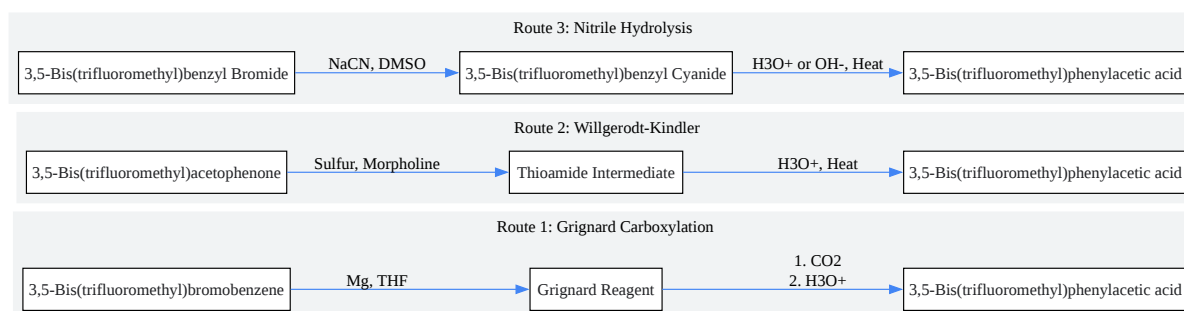 Route 3: Nitrile Hydrolysis
3,5-Bis(trifluoromethyl)benzyl Bromide
NaCN, DMSO
3,5-Bis(trifluoromethyl)benzyl Cyanide
H3O+ or OH-, Heat
3,5-Bis(trifluoromethyl)phenylacetic acid
Route 2: Willgerodt-Kindler
3,5-Bis(trifluoromethyl)acetophenone
Sulfur, Morpholine
Thioamide Intermediate
H3O+, Heat
3,5-Bis(trifluoromethyl)phenylacetic acid
Route 1: Grignard Carboxylation
3,5-Bis(trifluoromethyl)bromobenzene
Mg, THF
Grignard Reagent
1. CO2
2. H3O+
3,5-Bis(trifluoromethyl)phenylacetic acid